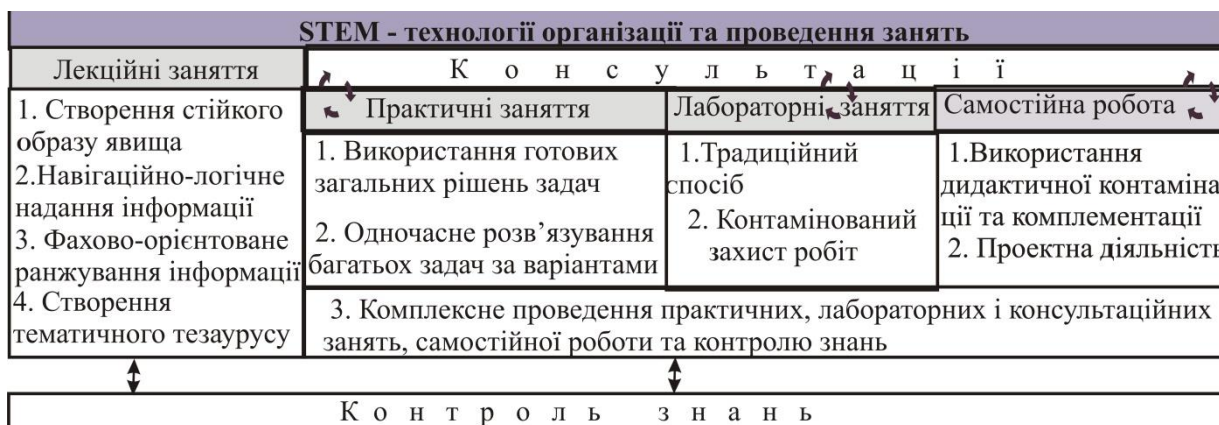 STEM - технології організації та проведення занять
Лекційні заняття
К о н с у л ь т а ц і ї
Практичні заняття
Лабораторні заняття
Самостійна робота
1. Створення стійкого
образу явища
2.Навігаційно-логічне
надання інформації
3. Фахово-орієнтоване
ранжування інформації
4. Створення
тематичного тезаурусу
1. Використання готових
загальних рішень задач
2. Одночасне розв’язування
багатьох задач за варіантами
1.Традиційний
спосіб
2. Контамінований
захист робіт
1.Використання
дидактичної контаміна
ції та комплементації
2. Проектна діяльність
3. Комплексне проведення практичних, лабораторних і консультаційних
занять, самостійної роботи та контролю знань
К о н т р о л ь з н а н ь